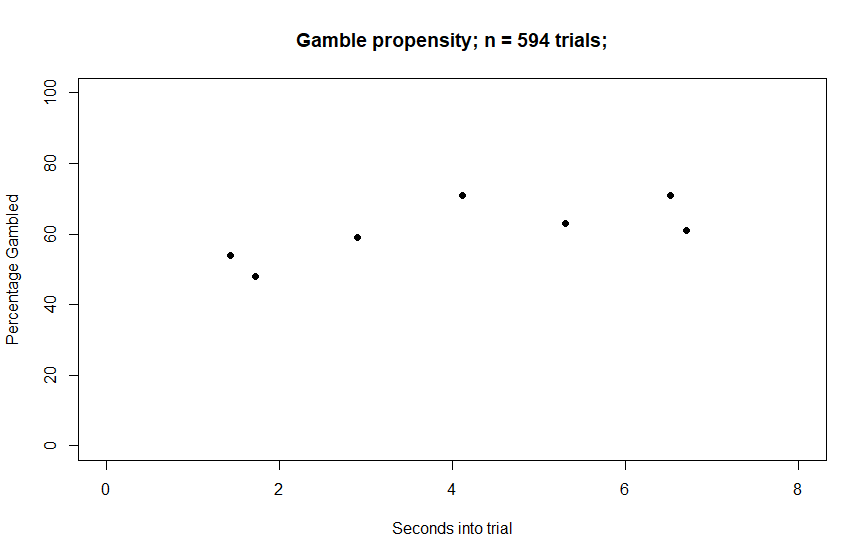 Gamble propensity; n = 594 trials;
Percentage Gambled
100
80
60
40
20
0
0 2 4 6 8
Seconds into trial